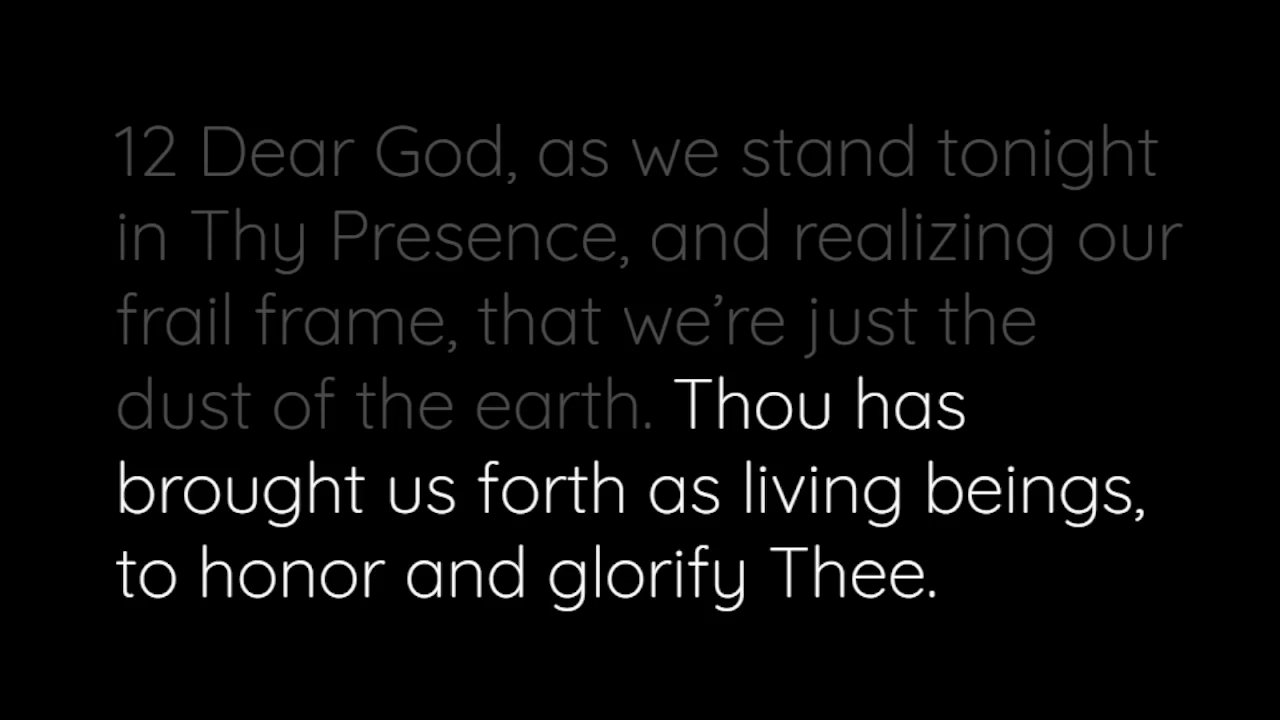 12 Dear God, as we stand tonight
in Thy Presence, and realizing our
frail frame, that we’re just the
dust of the earth. Thou has
brought us forth as living beings,
to honor and glorify Thee.